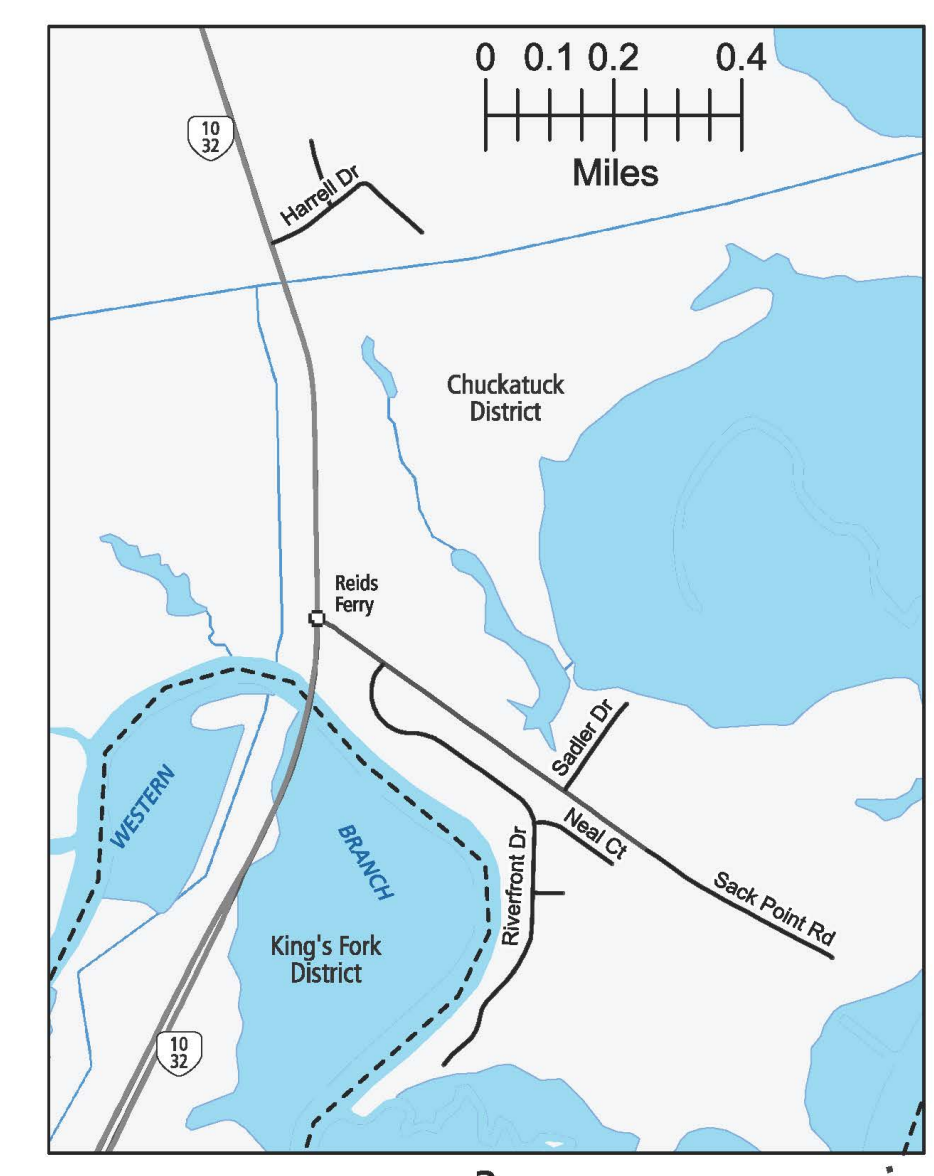 0 0.1 0.2 0.4
Miles
10
32
Harrell Dr
Chuckatuck
District
Reids
Ferry
Sadler Dr
WESTERN
BRANCH
Neal Ct
Riverfront Dr
Sack Point Rd
King's Fork
District
10
32